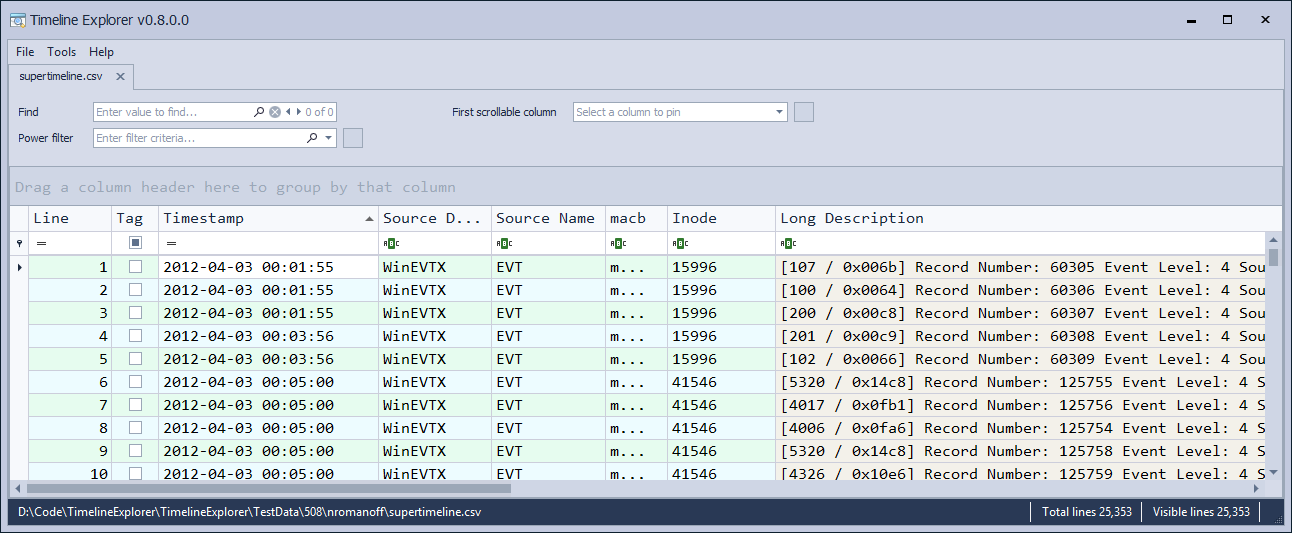 Timeline Explorer v0.8.0.0
File Tools Help
supertimeline.csv
Find Enter value to find... 0 of 0 First scrollable column Select a column to pin
Power filter Enter filter criteria...
Drag a column header here to group by that column
Line Tag Timestamp Source D... Source Name macb Inode Long Description
= = ABC ABC ABC ABC ABC
1 2012-04-03 00:01:55 WinEVTX EVT m... 15996 [107 / 0x006b] Record Number: 60305 Event Level: 4 Sou
2 2012-04-03 00:01:55 WinEVTX EVT m... 15996 [100 / 0x0064] Record Number: 60306 Event Level: 4 Sou
3 2012-04-03 00:01:55 WinEVTX EVT m... 15996 [200 / 0x00c8] Record Number: 60307 Event Level: 4 Sou
4 2012-04-03 00:03:56 WinEVTX EVT m... 15996 [201 / 0x00c9] Record Number: 60308 Event Level: 4 Sou
5 2012-04-03 00:03:56 WinEVTX EVT m... 15996 [102 / 0x0066] Record Number: 60309 Event Level: 4 Sou
6 2012-04-03 00:05:00 WinEVTX EVT m... 41546 [5320 / 0x14c8] Record Number: 125755 Event Level: 4 S
7 2012-04-03 00:05:00 WinEVTX EVT m... 41546 [4017 / 0x0fb1] Record Number: 125756 Event Level: 4 S
8 2012-04-03 00:05:00 WinEVTX EVT m... 41546 [4006 / 0x0fa6] Record Number: 125754 Event Level: 4 S
9 2012-04-03 00:05:00 WinEVTX EVT m... 41546 [5320 / 0x14c8] Record Number: 125758 Event Level: 4 S
10 2012-04-03 00:05:00 WinEVTX EVT m... 41546 [4326 / 0x10e6] Record Number: 125759 Event Level: 4 S
D:\Code\TimelineExplorer\TimelineExplorer\TestData\508\nromanoff\supertimeline.csv Total lines 25,353 Visible lines 25,353